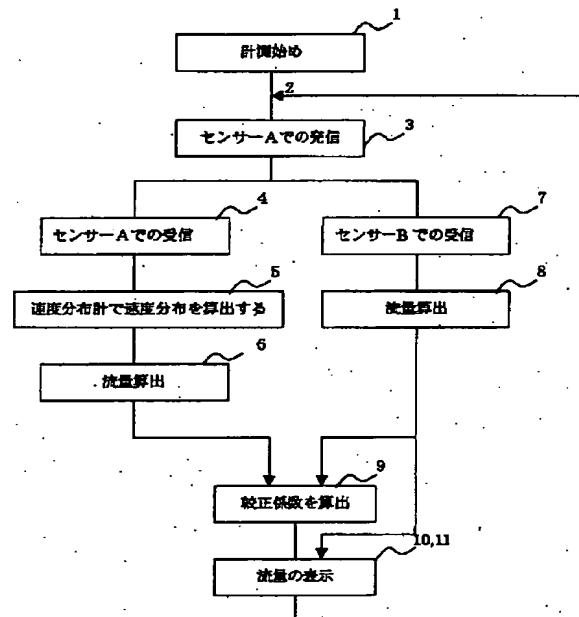 1
計測始め
2
センサーAでの発信
3
4
センサーAでの受信
7
センサーBでの受信
5
速度分布計で速度分布を算出する
8
流量算出
6
流量算出
9
較正係数を算出
10,11
流量の表示